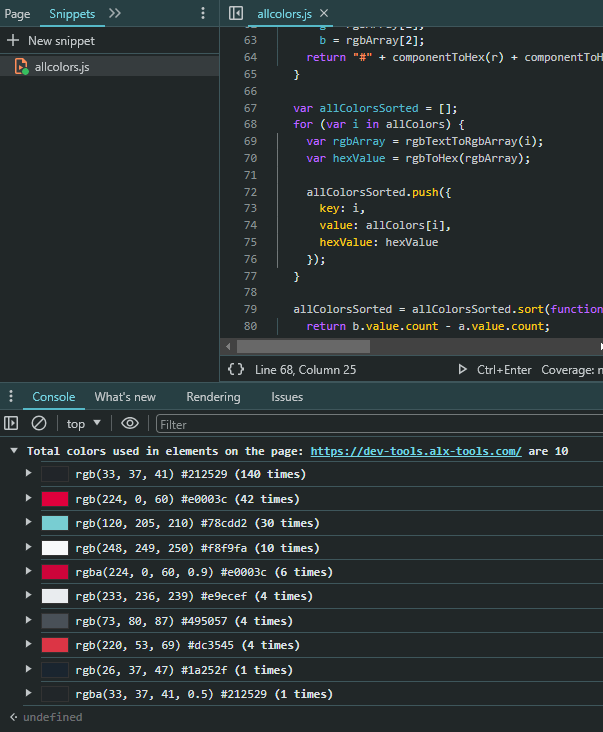 Page Snippets
New snippet
allcolors.js
allcolors.js
63 b = rgbArray[2];
64 return "#" + componentToHex(r) + componentToH
65 }
66
67 var allColorsSorted = [];
68 for (var i in allColors) {
69 var rgbArray = rgbTextToRgbArray(i);
70 var hexValue = rgbToHex(rgbArray);
71
72 allColorsSorted.push({
73 key: i,
74 value: allColors[i],
75 hexValue: hexValue
76 });
77 }
78
79 allColorsSorted = allColorsSorted.sort(function
80 return b.value.count - a.value.count;
{} Line 68, Column 25 Ctrl+Enter Coverage:
Console What's new Rendering Issues
top Filter
Total colors used in elements on the page: https://dev-tools.alx-tools.com/ are 10
rgb(33, 37, 41) #212529 (140 times)
rgb(224, 0, 60) #e0003c (42 times)
rgb(120, 205, 210) #78cdd2 (30 times)
rgb(248, 249, 250) #f8f9fa (10 times)
rgba(224, 0, 60, 0.9) #e0003c (6 times)
rgb(233, 236, 239) #e9ecef (4 times)
rgb(73, 80, 87) #495057 (4 times)
rgb(220, 53, 69) #dc3545 (4 times)
rgb(26, 37, 47) #1a252f (1 times)
rgba(33, 37, 41, 0.5) #212529 (1 times)
undefined